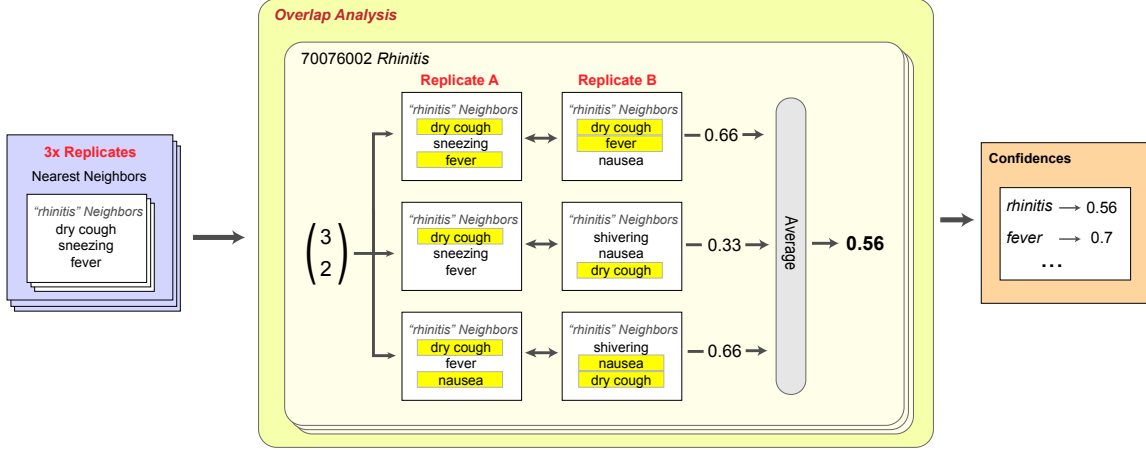 Overlap Analysis
70076002 Rhinitis
Replicate A
Replicate B
3x Replicates
Nearest Neighbors
"rhinitis" Neighbors
dry cough
sneezing
fever
(3 2)
"rhinitis" Neighbors
dry cough
sneezing
fever
"rhinitis" Neighbors
dry cough
fever
nausea
0.66
"rhinitis" Neighbors
dry cough
sneezing
fever
"rhinitis" Neighbors
shivering
nausea
dry cough
0.33
"rhinitis" Neighbors
dry cough
fever
nausea
"rhinitis" Neighbors
shivering
nausea
dry cough
0.66
Average
0.56
Confidences
rhinitis → 0.56
fever → 0.7
...